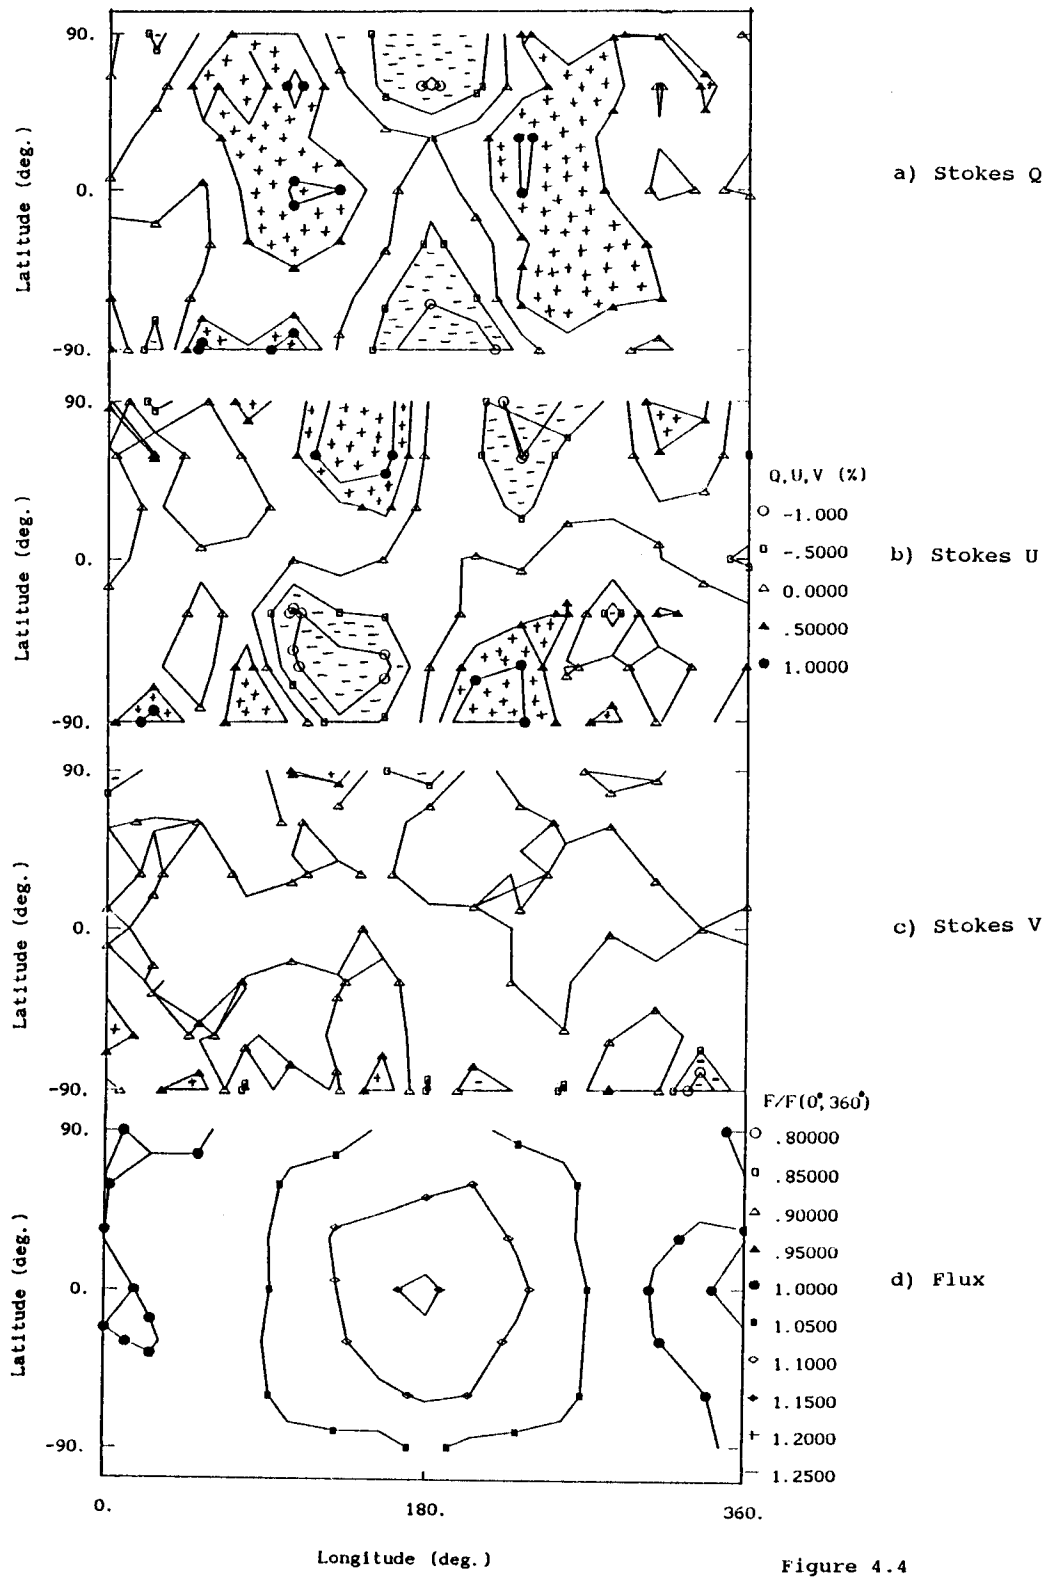 90.
0.
-90.
Latitude (deg.)
a) Stokes Q
90.
0.
-90.
Latitude (deg.)
Q,U,V (%)
-1.000
-.5000
0.0000
.50000
1.0000
b) Stokes U
90.
0.
-90.
Latitude (deg.)
c) Stokes V
F/F(0°,360°)
.80000
.85000
.90000
.95000
1.0000
1.0500
1.1000
1.1500
1.2000
1.2500
90.
0.
-90.
Latitude (deg.)
d) Flux
0. 180. 360.
Longitude (deg.)
Figure 4.4